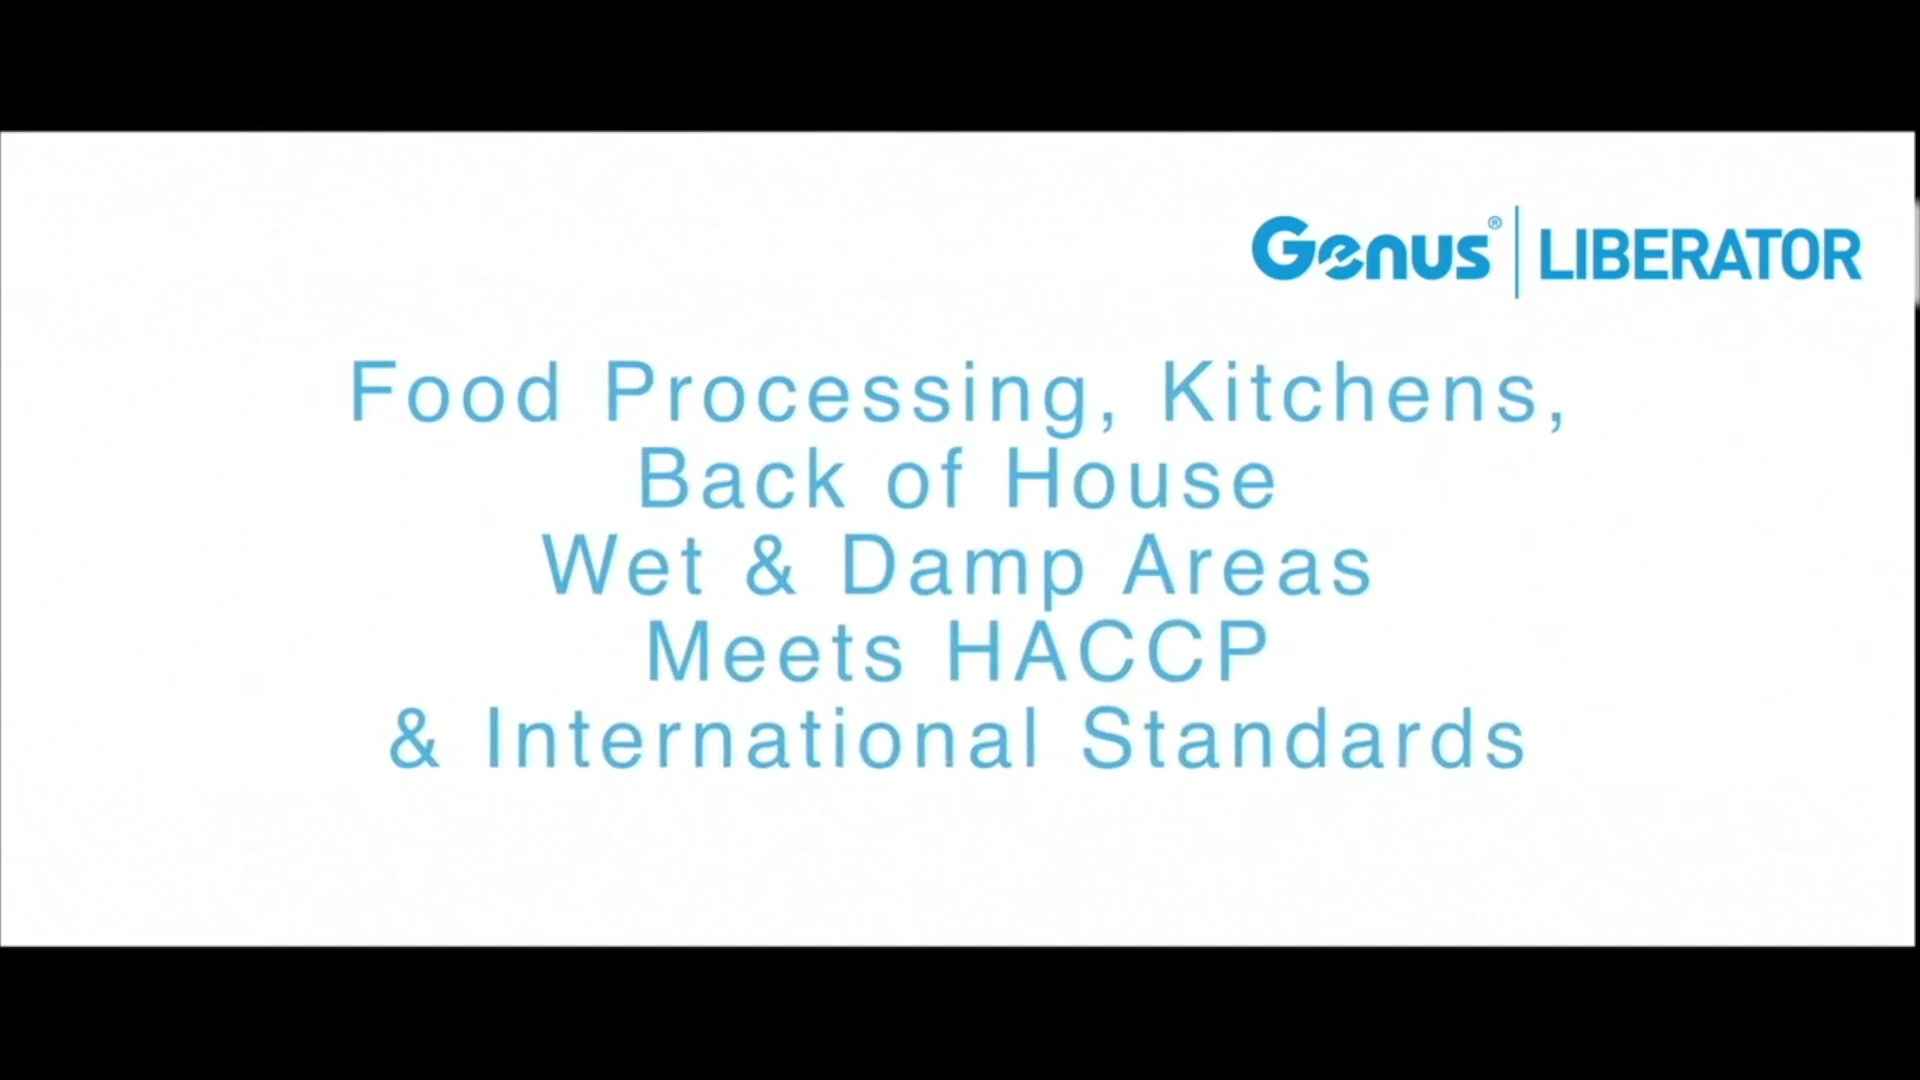 Genus® | LIBERATOR
Food Processing, Kitchens,
Back of House
Wet & Damp Areas
Meets HACCP
& International Standards